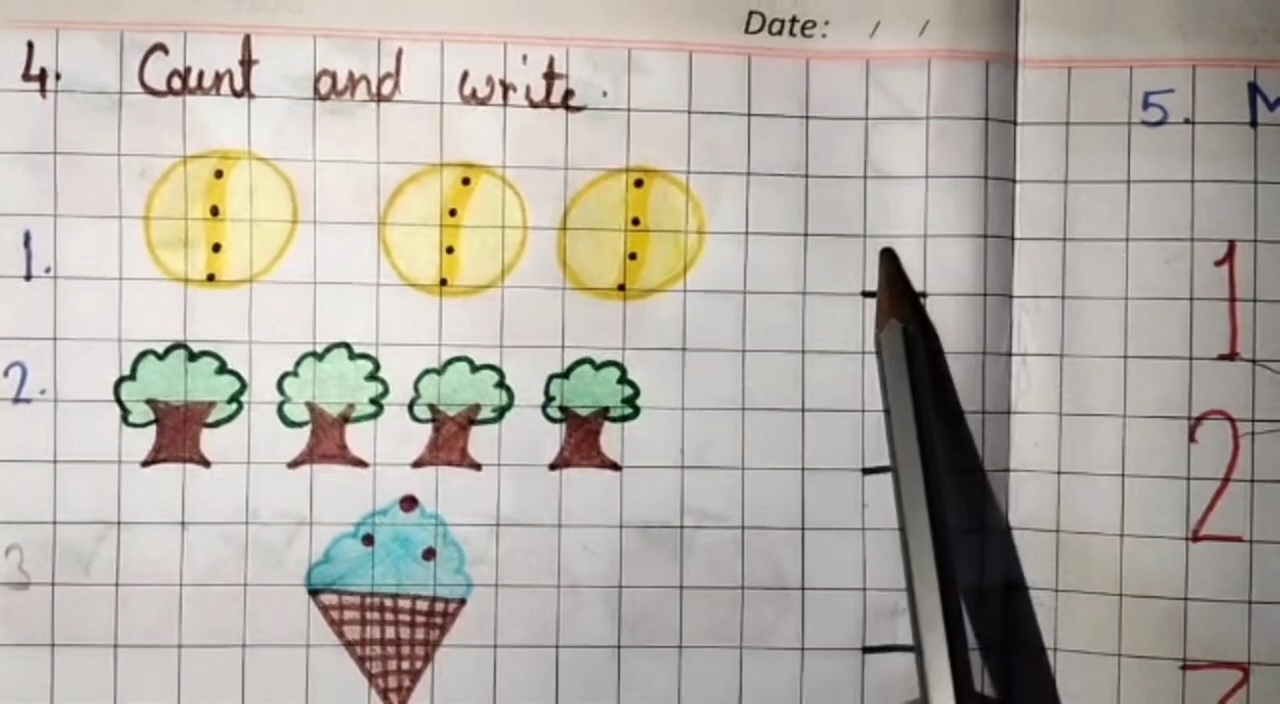 Date: / /
4. Count and write.
1.
2.
3
5. M
1
2